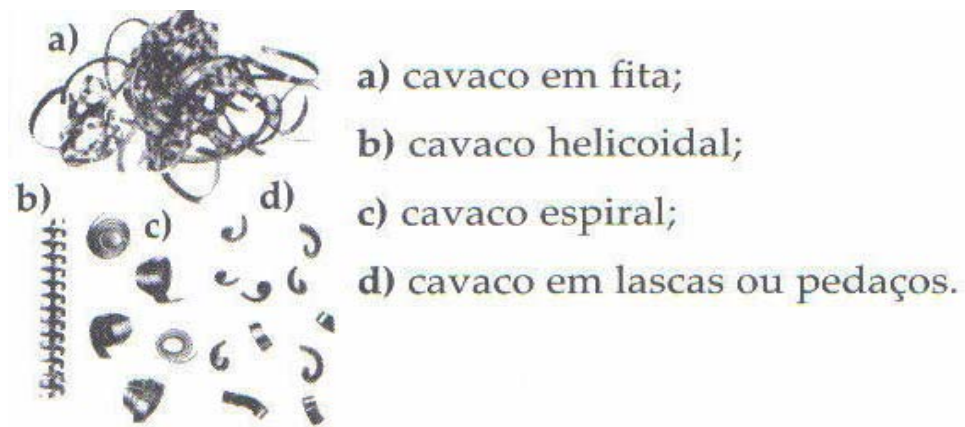 a)
a) cavaco em fita;
b) cavaco helicoidal;
b)
c)
d)
c) cavaco espiral;
d) cavaco em lascas ou pedaços.